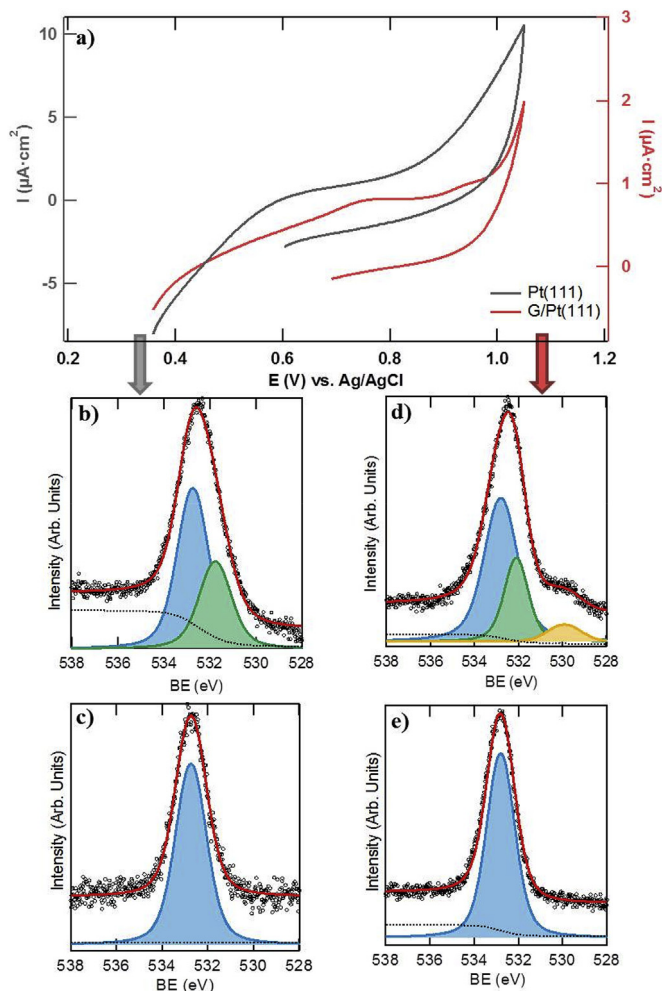 a)
10
5
0
-5
I (µA·cm²)
3
2
1
0
I (µA·cm²)
Pt(111)
G/Pt(111)
0.2 0.4 0.6 0.8 1.0 1.2
E (V) vs. Ag/AgCl
b)
Intensity (Arb. Units)
538 536 534 532 530 528
BE (eV)
d)
Intensity (Arb. Units)
538 536 534 532 530 528
BE (eV)
c)
Intensity (Arb. Units)
538 536 534 532 530 528
BE (eV)
e)
Intensity (Arb. Units)
538 536 534 532 530 528
BE (eV)